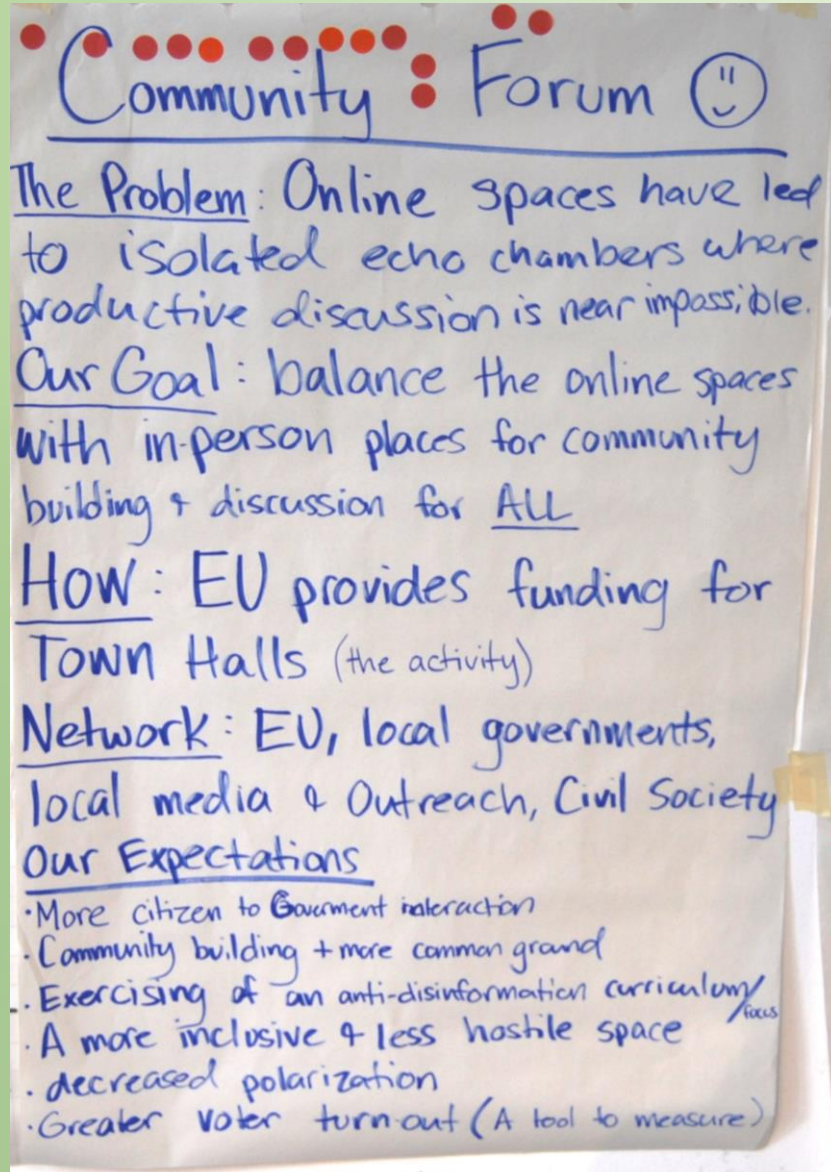 Community Forum
The Problem: Online spaces have led
to isolated echo chambers where
productive discussion is near impossible.
Our Goal: balance the online spaces
with in-person places for community
building & discussion for ALL
How: EU provides funding for
Town Halls (the activity)
Network: EU, local governments,
local media & Outreach, Civil Society
Our Expectations
·More citizen to Goverment interaction
·Community building + more common ground
·Exercising of an anti-disinformation curriculum/focus
·A more inclusive & less hostile space
·decreased polarization
·Greater voter turn-out (A tool to measure)